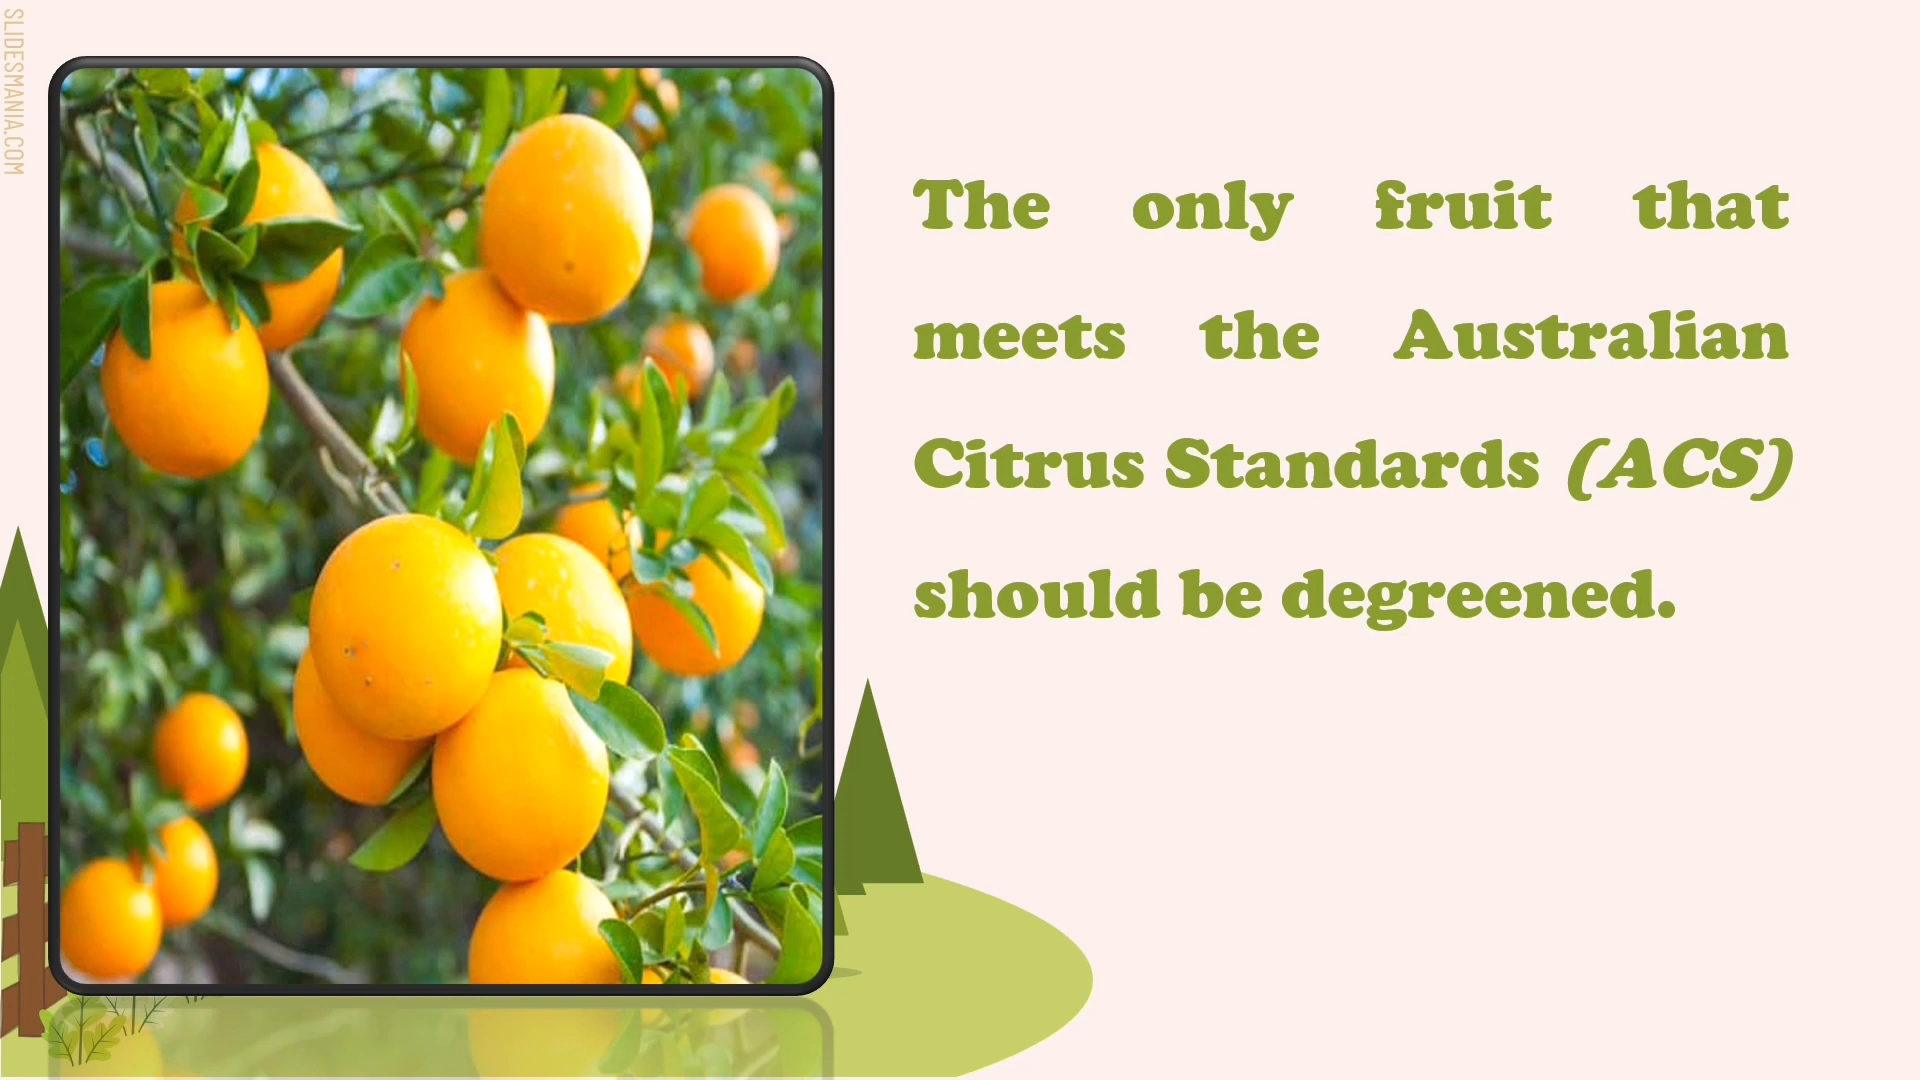 SLIDESMANIA.COM
The only fruit that
meets the Australian
Citrus Standards (ACS)
should be degreened.